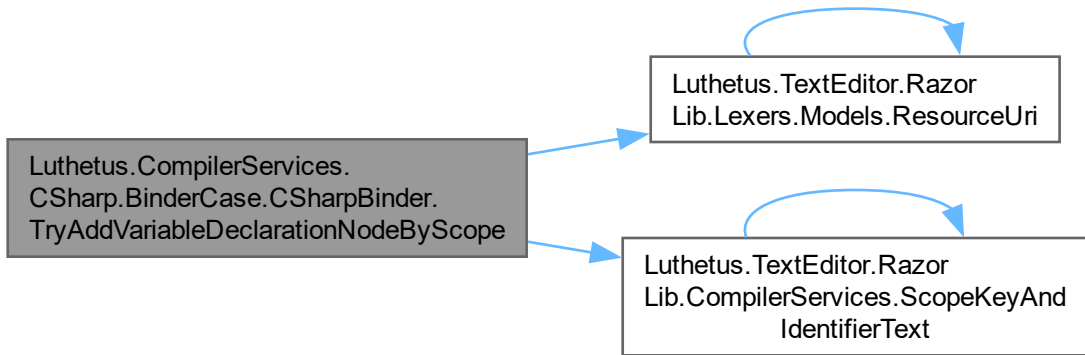 Luthetus.TextEditor.Razor
Lib.Lexers.Models.ResourceUri
Luthetus.CompilerServices.
CSharp.BinderCase.CSharpBinder.
TryAddVariableDeclarationNodeByScope
Luthetus.TextEditor.Razor
Lib.CompilerServices.ScopeKeyAnd
IdentifierText